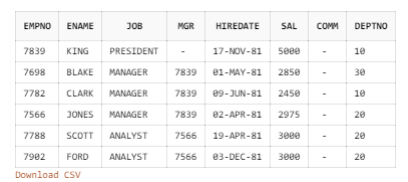 EMPNO ENAME JOB MGR HIREDATE SAL COMM DEPTNO
7839 KING PRESIDENT - 17-NOV-81 5000 - 10
7698 BLAKE MANAGER 7839 01-MAY-81 2850 - 30
7782 CLARK MANAGER 7839 09-JUN-81 2450 - 10
7566 JONES MANAGER 7839 02-APR-81 2975 - 20
7788 SCOTT ANALYST 7566 19-APR-81 3000 - 20
7902 FORD ANALYST 7566 03-DEC-81 3000 - 20
Download CSV